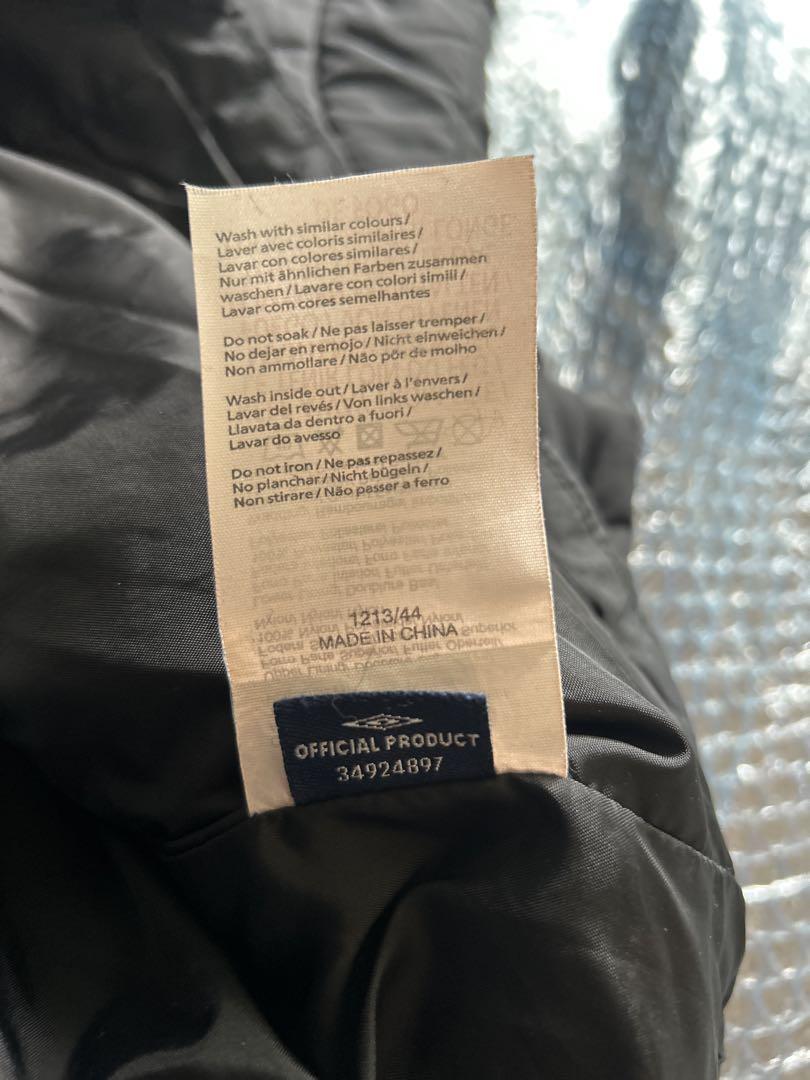 Wash with similar colours/
Laver avec coloris similaires/
Lavar con colores similares/
Nur mit ähnlichen Farben zusammen
waschen/Lavare con colori simili/
Lavar com cores semelhantes
Do not soak/Ne pas laisser tremper/
No dejar en remojo/Nicht einweichen/
Non ammollare/Não pôr de molho
Wash inside out/Laver à l'envers/
Lavar del revés/Von links waschen/
Llavata da dentro a fuori/
Lavar do avesso
Do not iron/Ne pas repassez/
No planchar/Nicht bügeln/
Non stirare/Não passer a ferro
1213/44
MADE IN CHINA
OFFICIAL PRODUCT
34924897